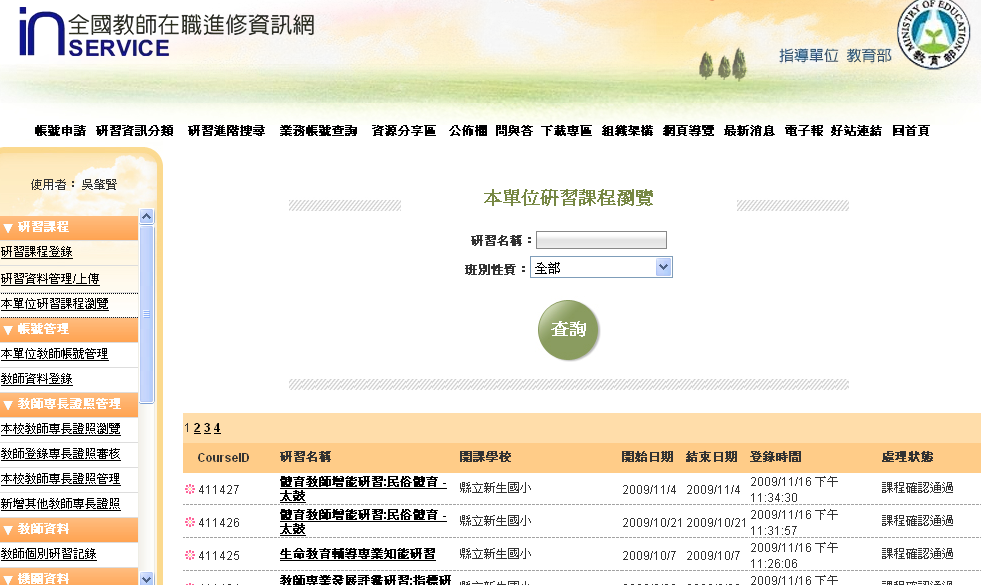 in 全國教師在職進修資訊網
SERVICE
指導單位 教育部
MINISTRY OF EDUCATION
教育部
帳號申請 研習資訊分類 研習進階搜尋 業務帳號查詢 資源分享區 公佈欄 問與答 下載專區 組織架構 網頁導覽 最新消息 電子報 好站連結 回首頁
使用者：吳肇賢
▼ 研習課程
研習課程登錄
研習資料管理/上傳
本單位研習課程瀏覽
▼ 帳號管理
本單位教師帳號管理
教師資料登錄
▼ 教師專長證照管理
本校教師專長證照瀏覽
教師登錄專長證照審核
本校教師專長證照管理
新增其他教師專長證照
▼ 教師資料
教師個別研習記錄
▼ 機關資料
本單位研習課程瀏覽
研習名稱：
班別性質： 全部
查詢
1 2 3 4
CourseID 研習名稱 開課學校 開始日期 結束日期 登錄時間 處理狀態
411427 體育教師增能研習:民俗體育 - 太鼓 縣立新生國小 2009/11/4 2009/11/4 2009/11/16 下午 11:34:30 課程確認通過
411426 體育教師增能研習:民俗體育 - 太鼓 縣立新生國小 2009/10/21 2009/10/21 2009/11/16 下午 11:31:57 課程確認通過
411425 生命教育輔導專業知能研習 縣立新生國小 2009/10/7 2009/10/7 2009/11/16 下午 11:26:06 課程確認通過
教師專業發展評鑑研習:指標研 2009/11/16 下午